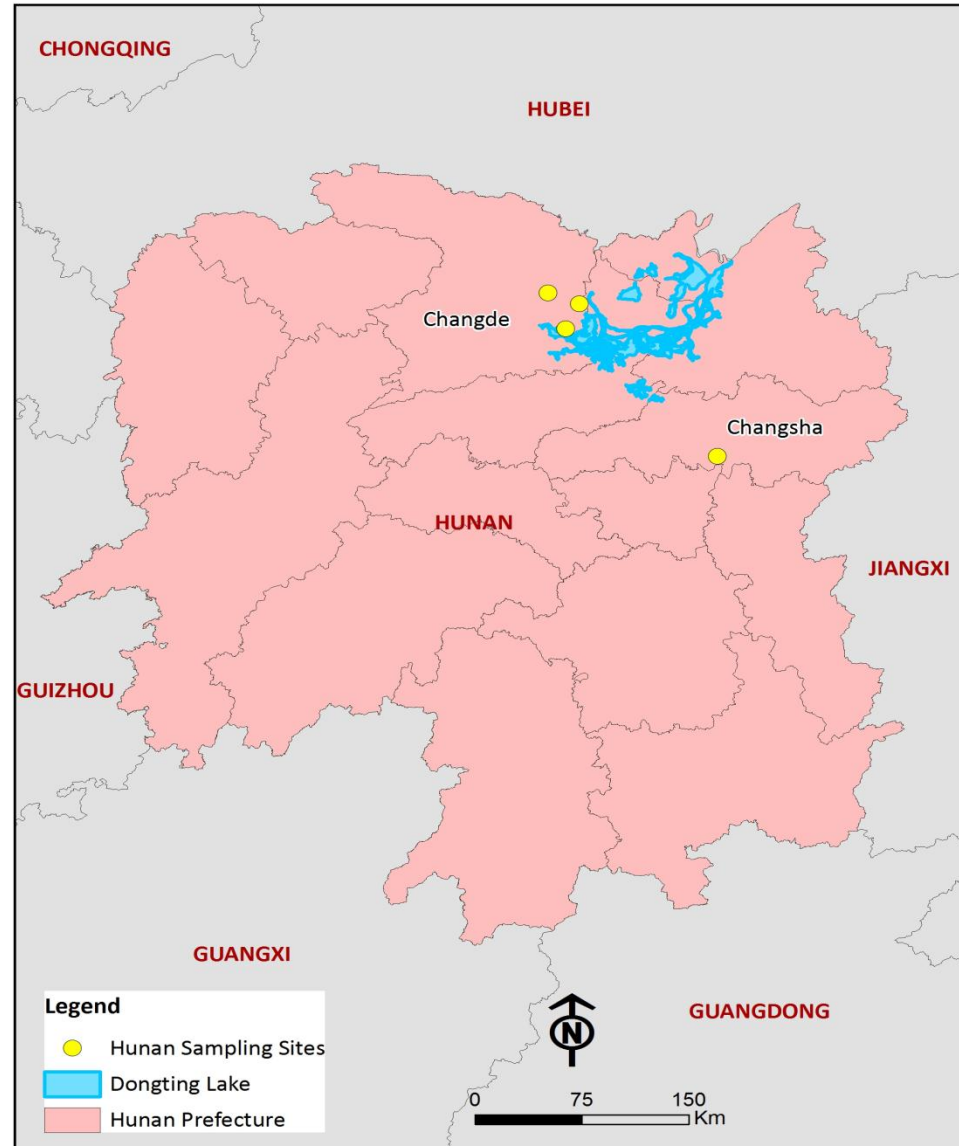 CHONGQING
HUBEI
Changde
Changsha
HUNAN
JIANGXI
GUIZHOU
GUANGXI
GUANGDONG
Legend
Hunan Sampling Sites
Dongting Lake
Hunan Prefecture
N
0 75 150
Km